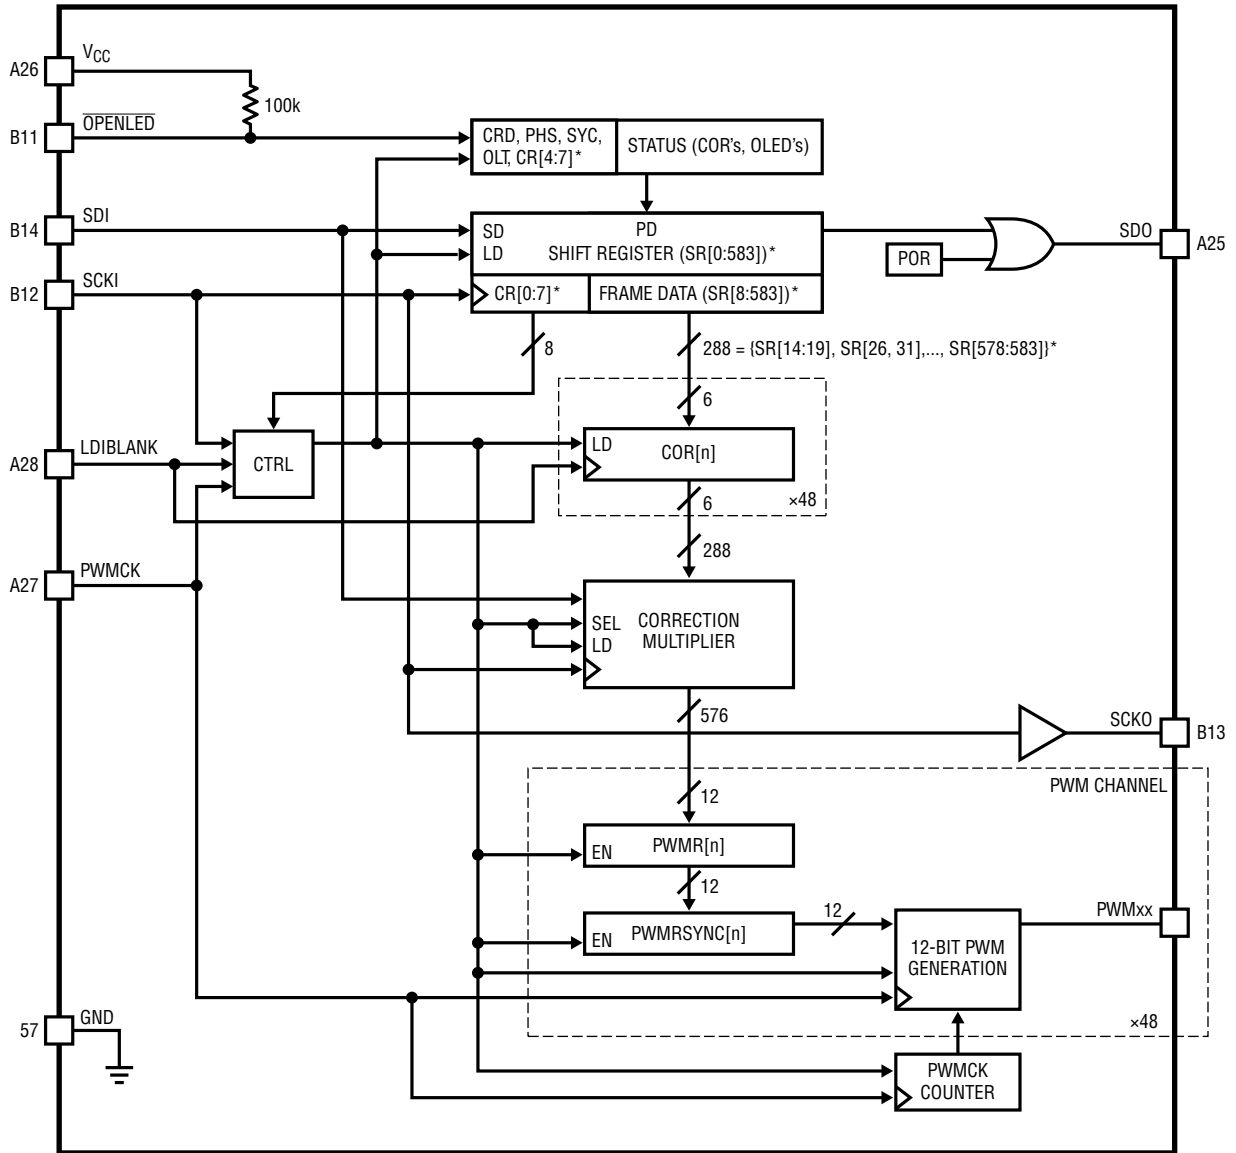 A26
VCC
100k
B11
OPENLED
CRD, PHS, SYC,
OLT, CR[4:7]*
STATUS (COR's, OLED's)
B14
SDI
SD
LD
PD
SHIFT REGISTER (SR[0:583])*
POR
SDO
A25
B12
SCKI
CR[0:7]*
FRAME DATA (SR[8:583])*
8
288 = {SR[14:19], SR[26, 31],..., SR[578:583]}*
6
A28
LDIBLANK
CTRL
LD
COR[n]
6
×48
288
A27
PWMCK
SEL
LD
CORRECTION
MULTIPLIER
576
SCKO
B13
PWM CHANNEL
12
EN
PWMR[n]
12
EN
PWMRSYNC[n]
12
12-BIT PWM
GENERATION
PWMxx
×48
57
GND
PWMCK
COUNTER